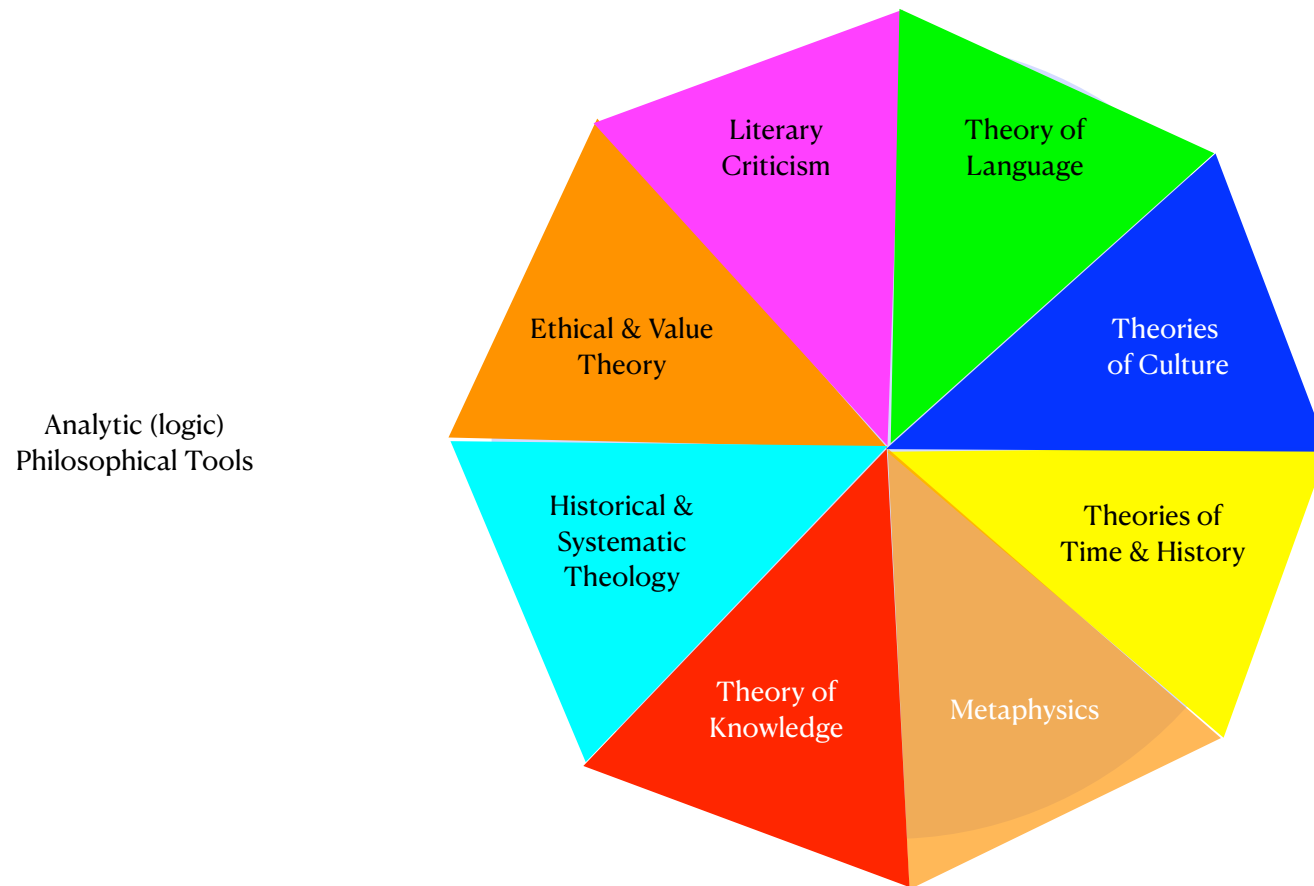 Literary
Criticism
Theory of
Language
Theories
of Culture
Theories of
Time & History
Metaphysics
Theory of
Knowledge
Historical &
Systematic
Theology
Ethical & Value
Theory
Analytic (logic)
Philosophical Tools